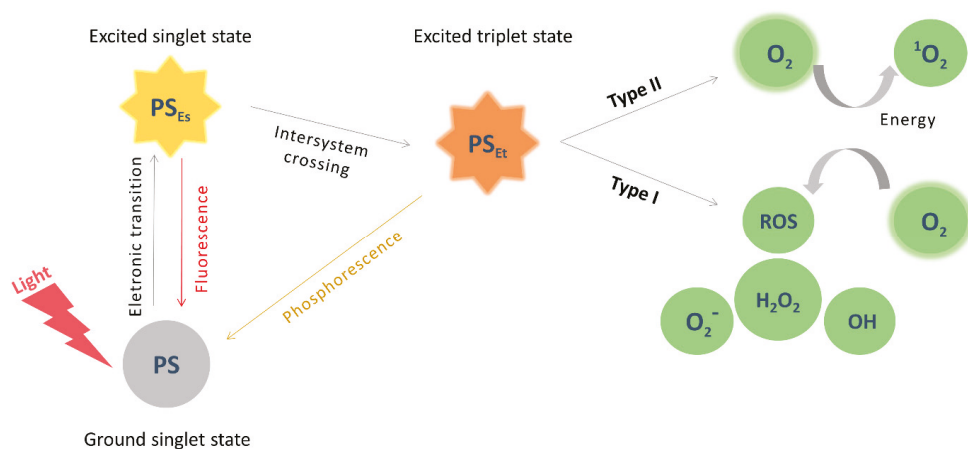 Excited singlet state
Excited triplet state
PSEs
PSEt
Intersystem
crossing
Eletronic transition
Fluorescence
Phosphorescence
Light
PS
Ground singlet state
Type II
Type I
O2
1O2
Energy
ROS
O2
H2O2
O2-
OH